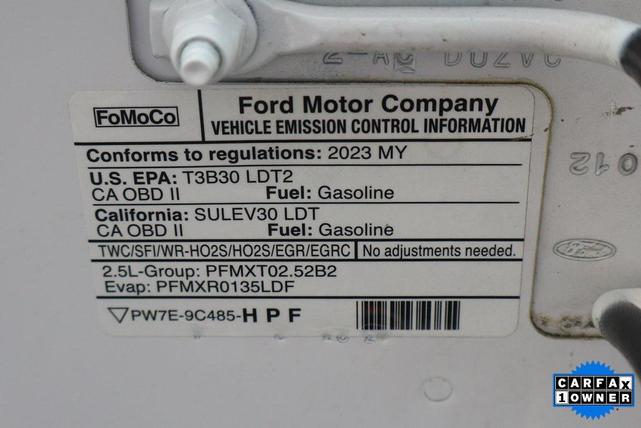 FoMoCo
Ford Motor Company
VEHICLE EMISSION CONTROL INFORMATION
Conforms to regulations: 2023 MY
U.S. EPA: T3B30 LDT2
CA OBD II Fuel: Gasoline
California: SULEV30 LDT
CA OBD II Fuel: Gasoline
TWC/SFI/WR-HO2S/HO2S/EGR/EGRC No adjustments needed.
2.5L-Group: PFMXT02.52B2
Evap: PFMXR0135LDF
PW7E-9C485-H P F
CARFAX
1 OWNER